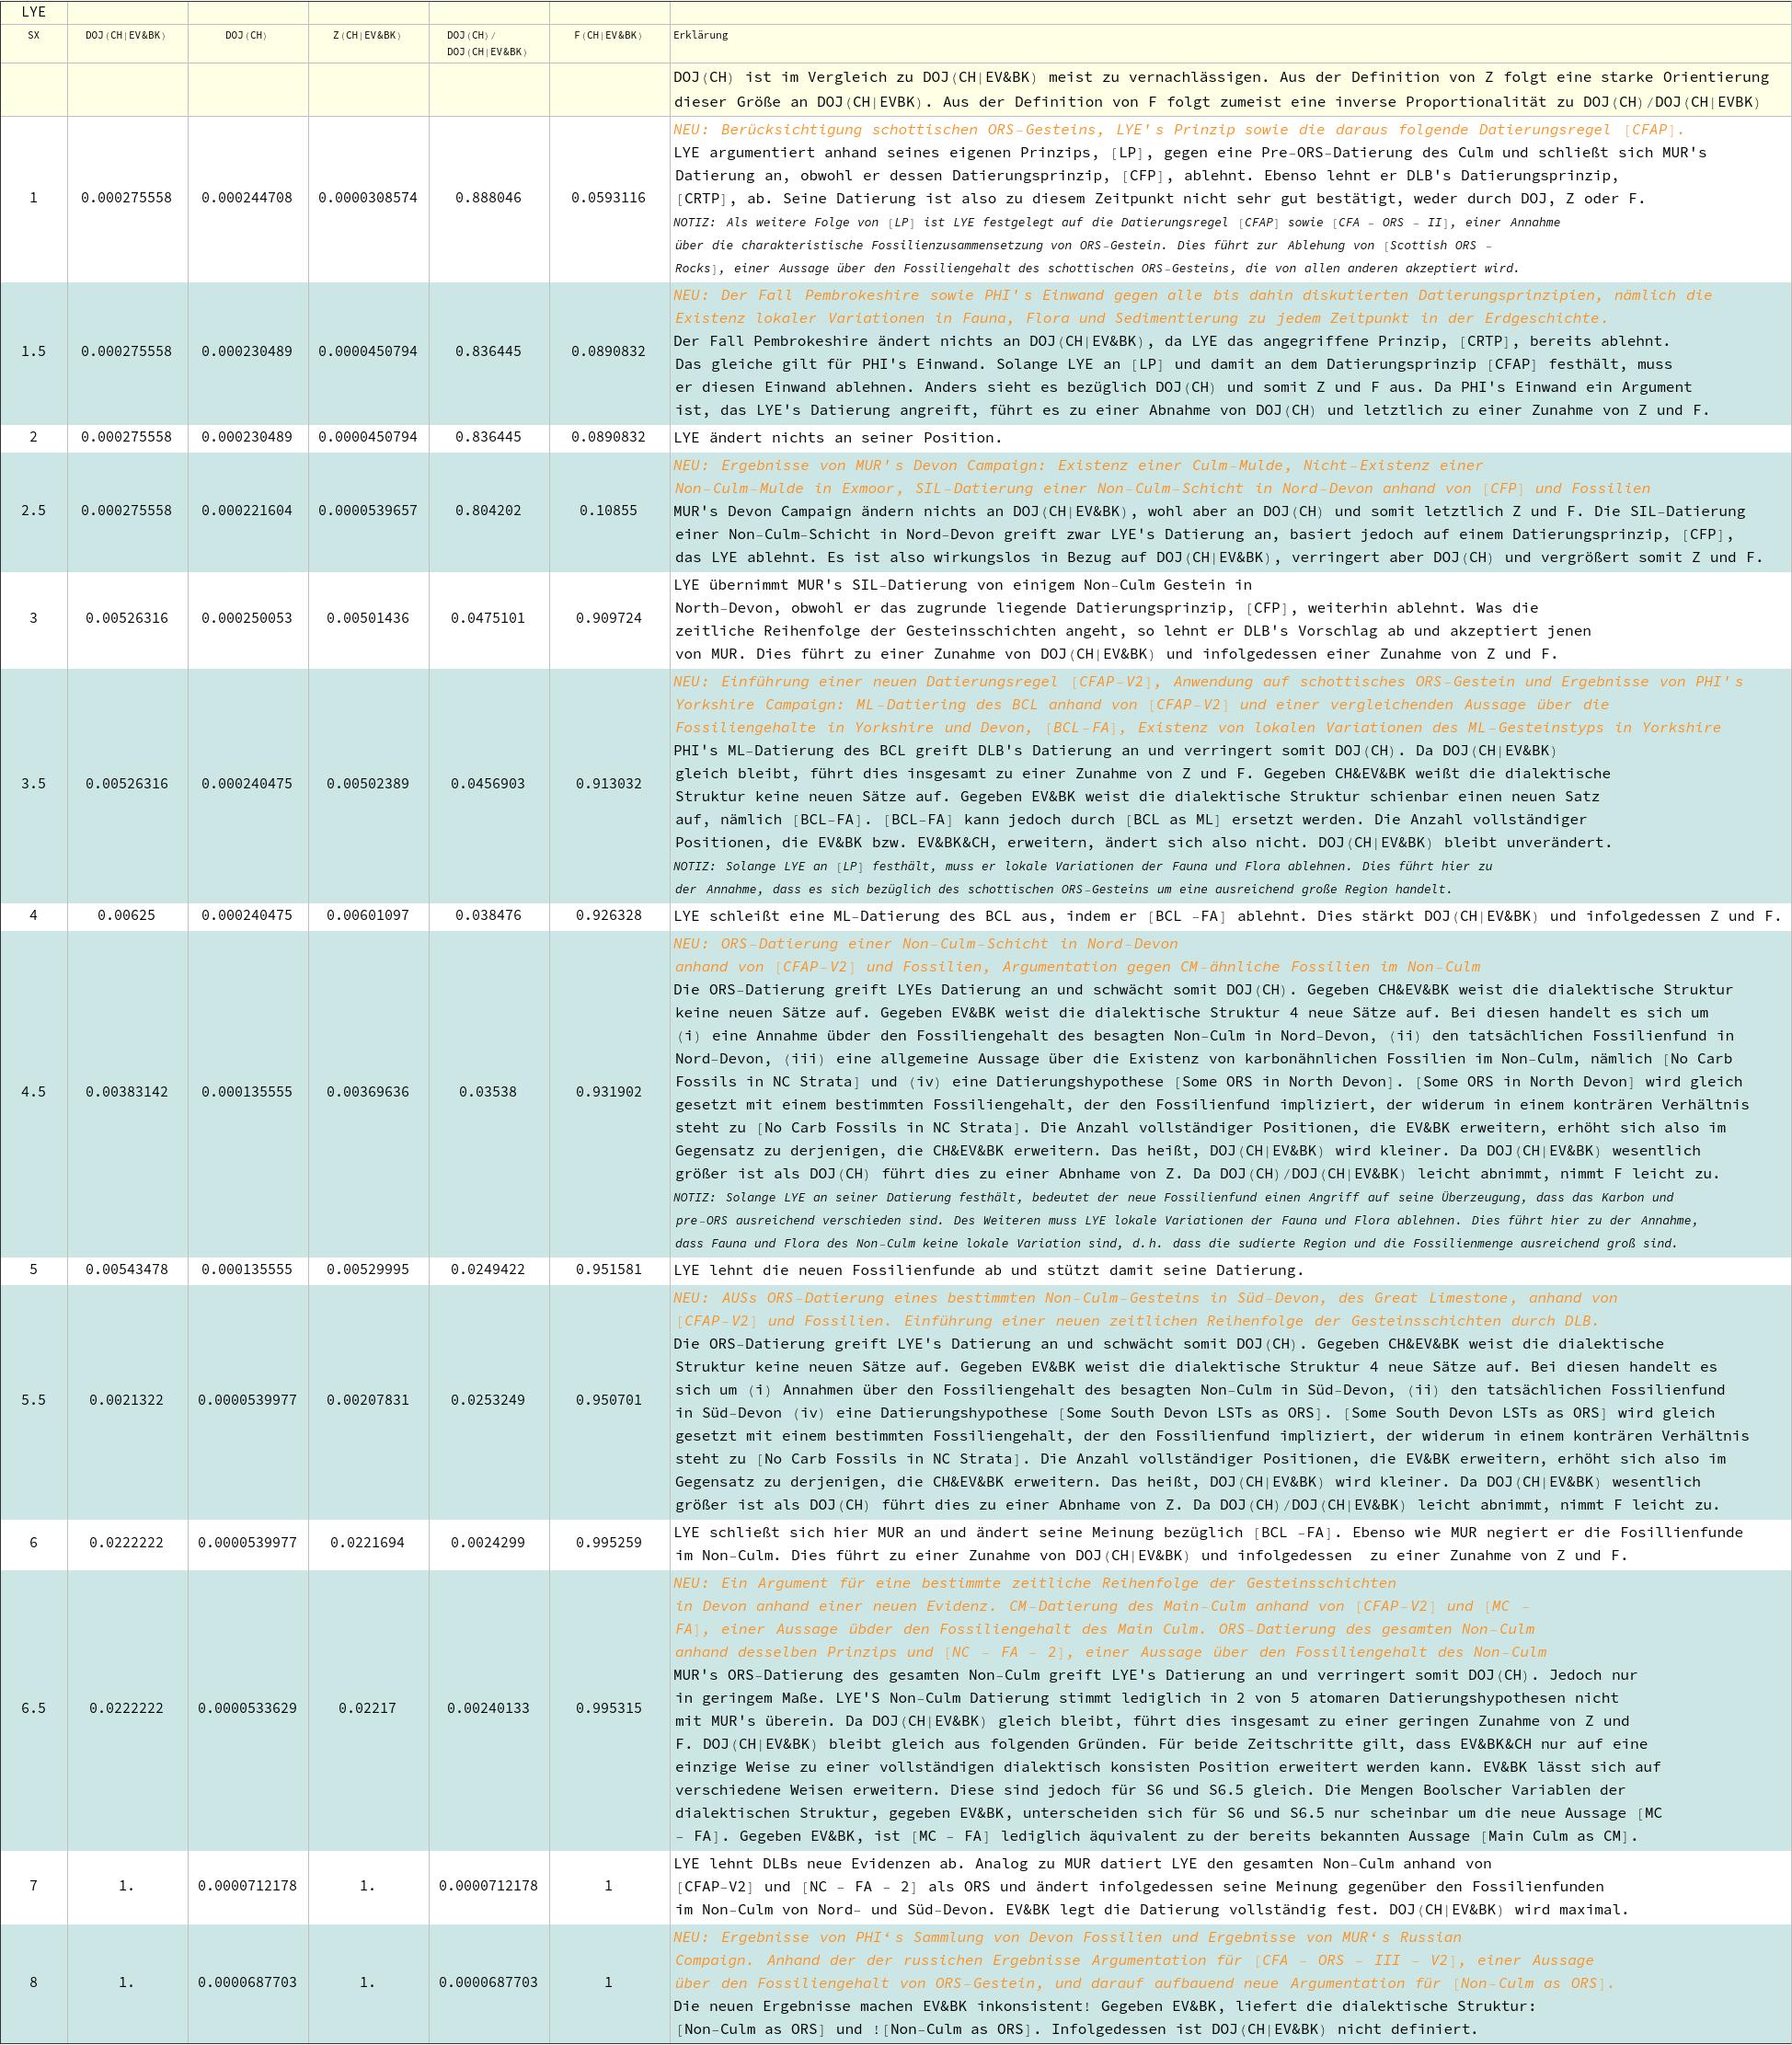 LYE
SX DOJ(CH|EV&BK) DOJ(CH) Z(CH|EV&BK) DOJ(CH)/ F(CH|EV&BK) Erklärung
DOJ(CH|EV&BK)
DOJ(CH) ist im Vergleich zu DOJ(CH|EV&BK) meist zu vernachlässigen. Aus der Definition von Z folgt eine starke Orientierung
dieser Größe an DOJ(CH|EVBK). Aus der Definition von F folgt zumeist eine inverse Proportionalität zu DOJ(CH)/DOJ(CH|EVBK)
NEU: Berücksichtigung schottischen ORS-Gesteins, LYE's Prinzip sowie die daraus folgende Datierungsregel [CFAP].
LYE argumentiert anhand seines eigenen Prinzips, [LP], gegen eine Pre-ORS-Datierung des Culm und schließt sich MUR's
Datierung an, obwohl er dessen Datierungsprinzip, [CFP], ablehnt. Ebenso lehnt er DLB's Datierungsprinzip,
1 0.000275558 0.000244708 0.0000308574 0.888046 0.0593116 [CRTP], ab. Seine Datierung ist also zu diesem Zeitpunkt nicht sehr gut bestätigt, weder durch DOJ, Z oder F.
NOTIZ: Als weitere Folge von [LP] ist LYE festgelegt auf die Datierungsregel [CFAP] sowie [CFA - ORS - II], einer Annahme
über die charakteristische Fossilienzusammensetzung von ORS-Gestein. Dies führt zur Ablehung von [Scottish ORS -
Rocks], einer Aussage über den Fossiliengehalt des schottischen ORS-Gesteins, die von allen anderen akzeptiert wird.
NEU: Der Fall Pembrokeshire sowie PHI's Einwand gegen alle bis dahin diskutierten Datierungsprinzipien, nämlich die
Existenz lokaler Variationen in Fauna, Flora und Sedimentierung zu jedem Zeitpunkt in der Erdgeschichte.
Der Fall Pembrokeshire ändert nichts an DOJ(CH|EV&BK), da LYE das angegriffene Prinzip, [CRTP], bereits ablehnt.
1.5 0.000275558 0.000230489 0.0000450794 0.836445 0.0890832 Das gleiche gilt für PHI's Einwand. Solange LYE an [LP] und damit an dem Datierungsprinzip [CFAP] festhält, muss
er diesen Einwand ablehnen. Anders sieht es bezüglich DOJ(CH) und somit Z und F aus. Da PHI's Einwand ein Argument
ist, das LYE's Datierung angreift, führt es zu einer Abnahme von DOJ(CH) und letztlich zu einer Zunahme von Z und F.
2 0.000275558 0.000230489 0.0000450794 0.836445 0.0890832 LYE ändert nichts an seiner Position.
NEU: Ergebnisse von MUR's Devon Campaign: Existenz einer Culm-Mulde, Nicht-Existenz einer
Non-Culm-Mulde in Exmoor, SIL-Datierung einer Non-Culm-Schicht in Nord-Devon anhand von [CFP] und Fossilien
2.5 0.000275558 0.000221604 0.0000539657 0.804202 0.10855 MUR's Devon Campaign ändern nichts an DOJ(CH|EV&BK), wohl aber an DOJ(CH) und somit letztlich Z und F. Die SIL-Datierung
einer Non-Culm-Schicht in Nord-Devon greift zwar LYE's Datierung an, basiert jedoch auf einem Datierungsprinzip, [CFP],
das LYE ablehnt. Es ist also wirkungslos in Bezug auf DOJ(CH|EV&BK), verringert aber DOJ(CH) und vergrößert somit Z und F.
LYE übernimmt MUR's SIL-Datierung von einigem Non-Culm Gestein in
North-Devon, obwohl er das zugrunde liegende Datierungsprinzip, [CFP], weiterhin ablehnt. Was die
3 0.00526316 0.000250053 0.00501436 0.0475101 0.909724 zeitliche Reihenfolge der Gesteinsschichten angeht, so lehnt er DLB's Vorschlag ab und akzeptiert jenen
von MUR. Dies führt zu einer Zunahme von DOJ(CH|EV&BK) und infolgedessen einer Zunahme von Z und F.
NEU: Einführung einer neuen Datierungsregel [CFAP-V2], Anwendung auf schottisches ORS-Gestein und Ergebnisse von PHI's
Yorkshire Campaign: ML-Datiering des BCL anhand von [CFAP-V2] und einer vergleichenden Aussage über die
Fossiliengehalte in Yorkshire und Devon, [BCL-FA], Existenz von lokalen Variationen des ML-Gesteinstyps in Yorkshire
PHI's ML-Datierung des BCL greift DLB's Datierung an und verringert somit DOJ(CH). Da DOJ(CH|EV&BK)
3.5 0.00526316 0.000240475 0.00502389 0.0456903 0.913032 gleich bleibt, führt dies insgesamt zu einer Zunahme von Z und F. Gegeben CH&EV&BK weißt die dialektische
Struktur keine neuen Sätze auf. Gegeben EV&BK weist die dialektische Struktur schienbar einen neuen Satz
auf, nämlich [BCL-FA]. [BCL-FA] kann jedoch durch [BCL as ML] ersetzt werden. Die Anzahl vollständiger
Positionen, die EV&BK bzw. EV&BK&CH, erweitern, ändert sich also nicht. DOJ(CH|EV&BK) bleibt unverändert.
NOTIZ: Solange LYE an [LP] festhält, muss er lokale Variationen der Fauna und Flora ablehnen. Dies führt hier zu
der Annahme, dass es sich bezüglich des schottischen ORS-Gesteins um eine ausreichend große Region handelt.
4 0.00625 0.000240475 0.00601097 0.038476 0.926328 LYE schleißt eine ML-Datierung des BCL aus, indem er [BCL -FA] ablehnt. Dies stärkt DOJ(CH|EV&BK) und infolgedessen Z und F.
NEU: ORS-Datierung einer Non-Culm-Schicht in Nord-Devon
anhand von [CFAP-V2] und Fossilien, Argumentation gegen CM-ähnliche Fossilien im Non-Culm
Die ORS-Datierung greift LYEs Datierung an und schwächt somit DOJ(CH). Gegeben CH&EV&BK weist die dialektische Struktur
keine neuen Sätze auf. Gegeben EV&BK weist die dialektische Struktur 4 neue Sätze auf. Bei diesen handelt es sich um
(i) eine Annahme übder den Fossiliengehalt des besagten Non-Culm in Nord-Devon, (ii) den tatsächlichen Fossilienfund in
Nord-Devon, (iii) eine allgemeine Aussage über die Existenz von karbonähnlichen Fossilien im Non-Culm, nämlich [No Carb
4.5 0.00383142 0.000135555 0.00369636 0.03538 0.931902 Fossils in NC Strata] und (iv) eine Datierungshypothese [Some ORS in North Devon]. [Some ORS in North Devon] wird gleich
gesetzt mit einem bestimmten Fossiliengehalt, der den Fossilienfund impliziert, der widerum in einem konträren Verhältnis
steht zu [No Carb Fossils in NC Strata]. Die Anzahl vollständiger Positionen, die EV&BK erweitern, erhöht sich also im
Gegensatz zu derjenigen, die CH&EV&BK erweitern. Das heißt, DOJ(CH|EV&BK) wird kleiner. Da DOJ(CH|EV&BK) wesentlich
größer ist als DOJ(CH) führt dies zu einer Abnhame von Z. Da DOJ(CH)/DOJ(CH|EV&BK) leicht abnimmt, nimmt F leicht zu.
NOTIZ: Solange LYE an seiner Datierung festhält, bedeutet der neue Fossilienfund einen Angriff auf seine Überzeugung, dass das Karbon und
pre-ORS ausreichend verschieden sind. Des Weiteren muss LYE lokale Variationen der Fauna und Flora ablehnen. Dies führt hier zu der Annahme,
dass Fauna und Flora des Non-Culm keine lokale Variation sind, d.h. dass die sudierte Region und die Fossilienmenge ausreichend groß sind.
5 0.00543478 0.000135555 0.00529995 0.0249422 0.951581 LYE lehnt die neuen Fossilienfunde ab und stützt damit seine Datierung.
NEU: AUSs ORS-Datierung eines bestimmten Non-Culm-Gesteins in Süd-Devon, des Great Limestone, anhand von
[CFAP-V2] und Fossilien. Einführung einer neuen zeitlichen Reihenfolge der Gesteinsschichten durch DLB.
Die ORS-Datierung greift LYE's Datierung an und schwächt somit DOJ(CH). Gegeben CH&EV&BK weist die dialektische
Struktur keine neuen Sätze auf. Gegeben EV&BK weist die dialektische Struktur 4 neue Sätze auf. Bei diesen handelt es
sich um (i) Annahmen über den Fossiliengehalt des besagten Non-Culm in Süd-Devon, (ii) den tatsächlichen Fossilienfund
5.5 0.0021322 0.0000539977 0.00207831 0.0253249 0.950701 in Süd-Devon (iv) eine Datierungshypothese [Some South Devon LSTs as ORS]. [Some South Devon LSTs as ORS] wird gleich
gesetzt mit einem bestimmten Fossiliengehalt, der den Fossilienfund impliziert, der widerum in einem konträren Verhältnis
steht zu [No Carb Fossils in NC Strata]. Die Anzahl vollständiger Positionen, die EV&BK erweitern, erhöht sich also im
Gegensatz zu derjenigen, die CH&EV&BK erweitern. Das heißt, DOJ(CH|EV&BK) wird kleiner. Da DOJ(CH|EV&BK) wesentlich
größer ist als DOJ(CH) führt dies zu einer Abnhame von Z. Da DOJ(CH)/DOJ(CH|EV&BK) leicht abnimmt, nimmt F leicht zu.
6 0.0222222 0.0000539977 0.0221694 0.0024299 0.995259 LYE schließt sich hier MUR an und ändert seine Meinung bezüglich [BCL -FA]. Ebenso wie MUR negiert er die Fosillienfunde
im Non-Culm. Dies führt zu einer Zunahme von DOJ(CH|EV&BK) und infolgedessen zu einer Zunahme von Z und F.
NEU: Ein Argument für eine bestimmte zeitliche Reihenfolge der Gesteinsschichten
in Devon anhand einer neuen Evidenz. CM-Datierung des Main-Culm anhand von [CFAP-V2] und [MC -
FA], einer Aussage übder den Fossiliengehalt des Main Culm. ORS-Datierung des gesamten Non-Culm
anhand desselben Prinzips und [NC - FA - 2], einer Aussage über den Fossiliengehalt des Non-Culm
MUR's ORS-Datierung des gesamten Non-Culm greift LYE's Datierung an und verringert somit DOJ(CH). Jedoch nur
6.5 0.0222222 0.0000533629 0.02217 0.00240133 0.995315 in geringem Maße. LYE'S Non-Culm Datierung stimmt lediglich in 2 von 5 atomaren Datierungshypothesen nicht
mit MUR's überein. Da DOJ(CH|EV&BK) gleich bleibt, führt dies insgesamt zu einer geringen Zunahme von Z und
F. DOJ(CH|EV&BK) bleibt gleich aus folgenden Gründen. Für beide Zeitschritte gilt, dass EV&BK&CH nur auf eine
einzige Weise zu einer vollständigen dialektisch konsisten Position erweitert werden kann. EV&BK lässt sich auf
verschiedene Weisen erweitern. Diese sind jedoch für S6 und S6.5 gleich. Die Mengen Boolscher Variablen der
dialektischen Struktur, gegeben EV&BK, unterscheiden sich für S6 und S6.5 nur scheinbar um die neue Aussage [MC
- FA]. Gegeben EV&BK, ist [MC - FA] lediglich äquivalent zu der bereits bekannten Aussage [Main Culm as CM].
LYE lehnt DLBs neue Evidenzen ab. Analog zu MUR datiert LYE den gesamten Non-Culm anhand von
7 1. 0.0000712178 1. 0.0000712178 1 [CFAP-V2] und [NC - FA - 2] als ORS und ändert infolgedessen seine Meinung gegenüber den Fossilienfunden
im Non-Culm von Nord- und Süd-Devon. EV&BK legt die Datierung vollständig fest. DOJ(CH|EV&BK) wird maximal.
NEU: Ergebnisse von PHI‘s Sammlung von Devon Fossilien und Ergebnisse von MUR‘s Russian
Compaign. Anhand der der russichen Ergebnisse Argumentation für [CFA - ORS - III - V2], einer Aussage
8 1. 0.0000687703 1. 0.0000687703 1 über den Fossiliengehalt von ORS-Gestein, und darauf aufbauend neue Argumentation für [Non-Culm as ORS].
Die neuen Ergebnisse machen EV&BK inkonsistent! Gegeben EV&BK, liefert die dialektische Struktur:
[Non-Culm as ORS] und ![Non-Culm as ORS]. Infolgedessen ist DOJ(CH|EV&BK) nicht definiert.